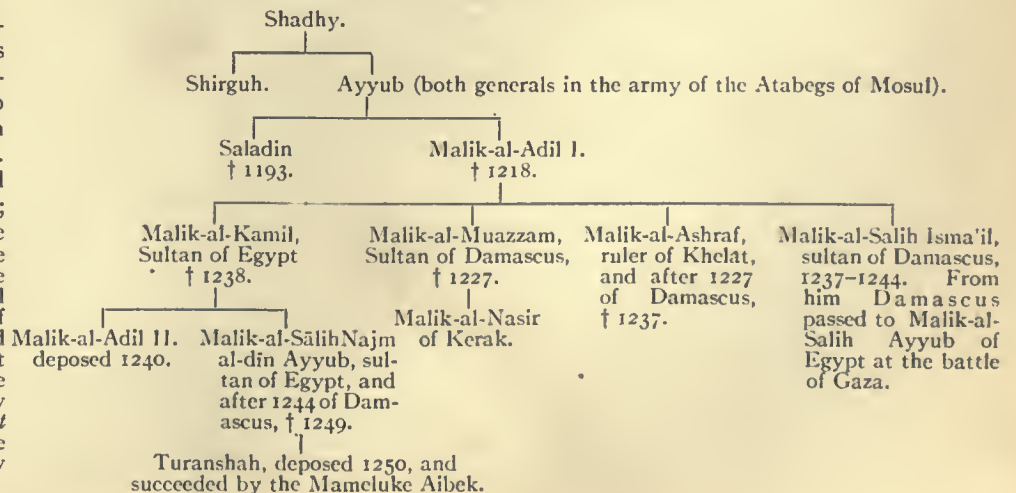 Shadhy.
Shirguh. Ayyub (both generals in the army of the Atabegs of Mosul).
Saladin
† 1193.
Malik-al-Adil I.
† 1218.
Malik-al-Kamil,
Sultan of Egypt
† 1238.
Malik-al-Muazzam,
Sultan of Damascus,
† 1227.
Malik-al-Ashraf,
ruler of Khelat,
and after 1227
of Damascus,
† 1237.
Malik-al-Salih Isma'il,
sultan of Damascus,
1237–1244. From
him Damascus
passed to Malik-al-
Salih Ayyub of
Egypt at the battle
of Gaza.
Malik-al-Adil II.
deposed 1240.
Malik-al-Sālih Najm
al-din Ayyub, sul-
tan of Egypt, and
after 1244 of Dam-
ascus, † 1249.
Malik-al-Nasir
of Kerak.
Turanshah, deposed 1250, and
succeeded by the Mameluke Aibek.